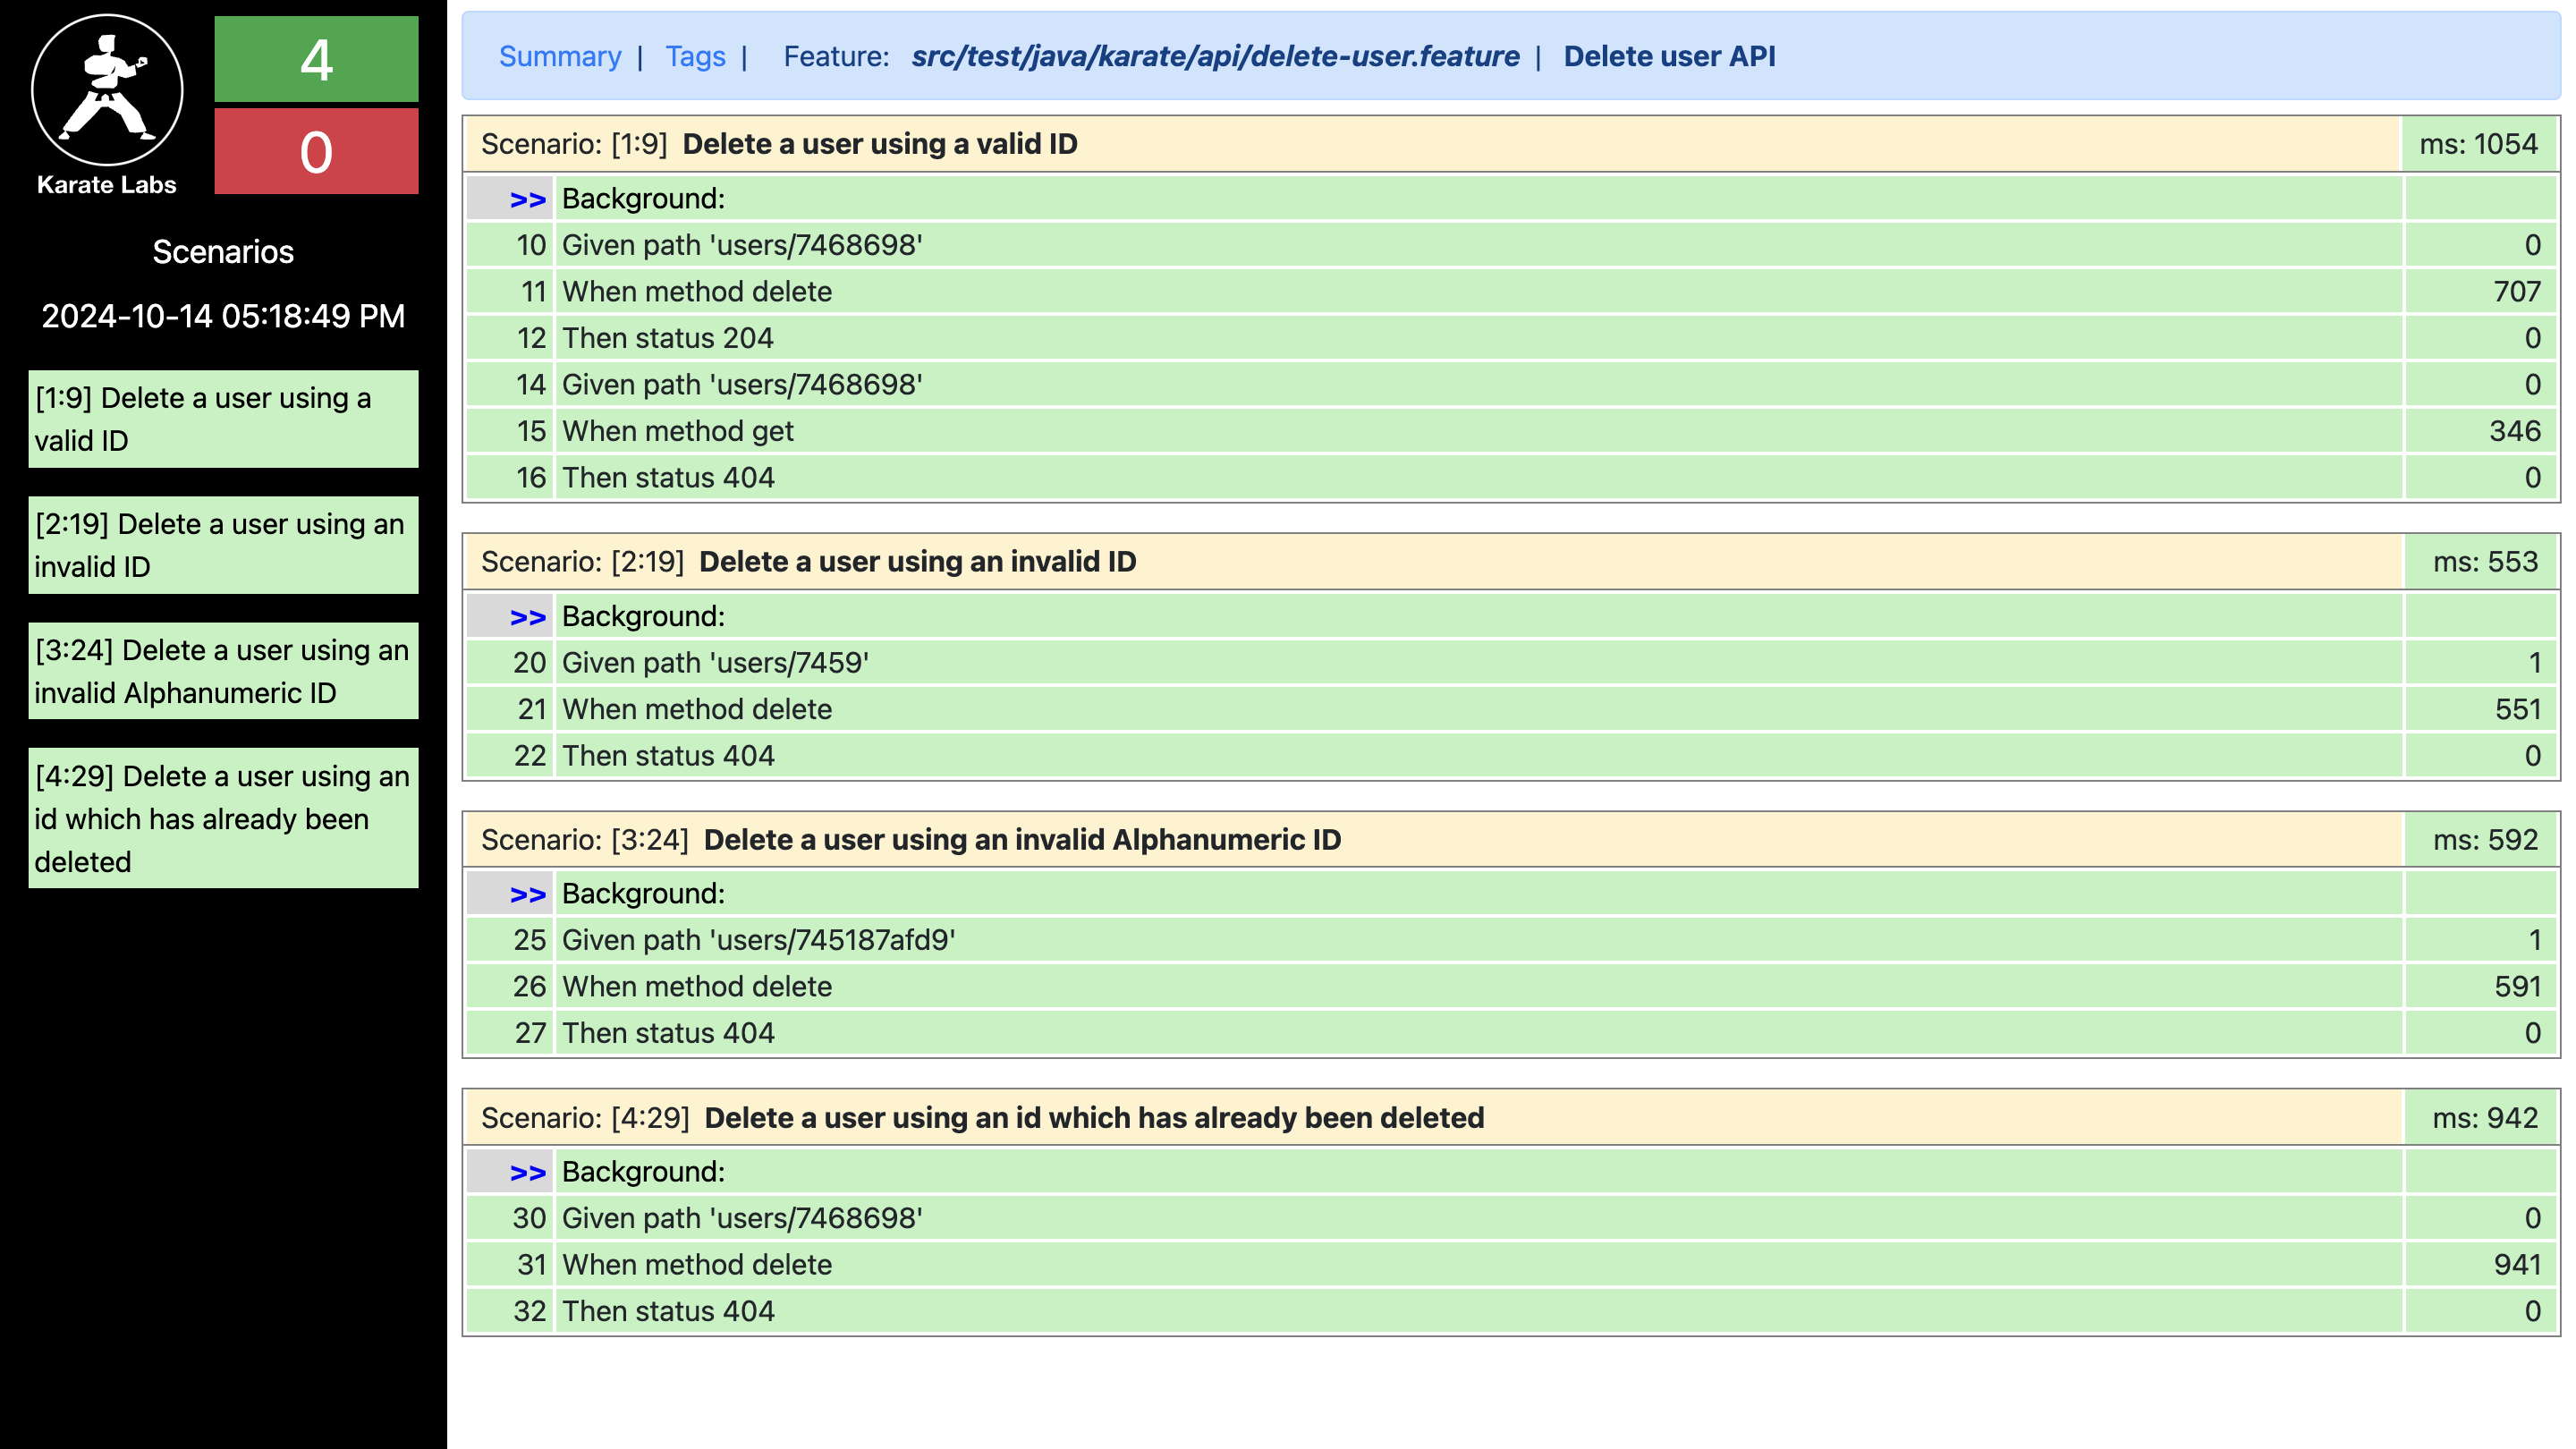 4
0
Karate Labs
Scenarios
2024-10-14 05:18:49 PM
[1:9] Delete a user using a
valid ID
[2:19] Delete a user using an
invalid ID
[3:24] Delete a user using an
invalid Alphanumeric ID
[4:29] Delete a user using an
id which has already been
deleted
Summary | Tags | Feature: src/test/java/karate/api/delete-user.feature | Delete user API
Scenario: [1:9] Delete a user using a valid ID ms: 1054
>> Background:
10 Given path 'users/7468698' 0
11 When method delete 707
12 Then status 204 0
14 Given path 'users/7468698' 0
15 When method get 346
16 Then status 404 0
Scenario: [2:19] Delete a user using an invalid ID ms: 553
>> Background:
20 Given path 'users/7459' 1
21 When method delete 551
22 Then status 404 0
Scenario: [3:24] Delete a user using an invalid Alphanumeric ID ms: 592
>> Background:
25 Given path 'users/745187afd9' 1
26 When method delete 591
27 Then status 404 0
Scenario: [4:29] Delete a user using an id which has already been deleted ms: 942
>> Background:
30 Given path 'users/7468698' 0
31 When method delete 941
32 Then status 404 0